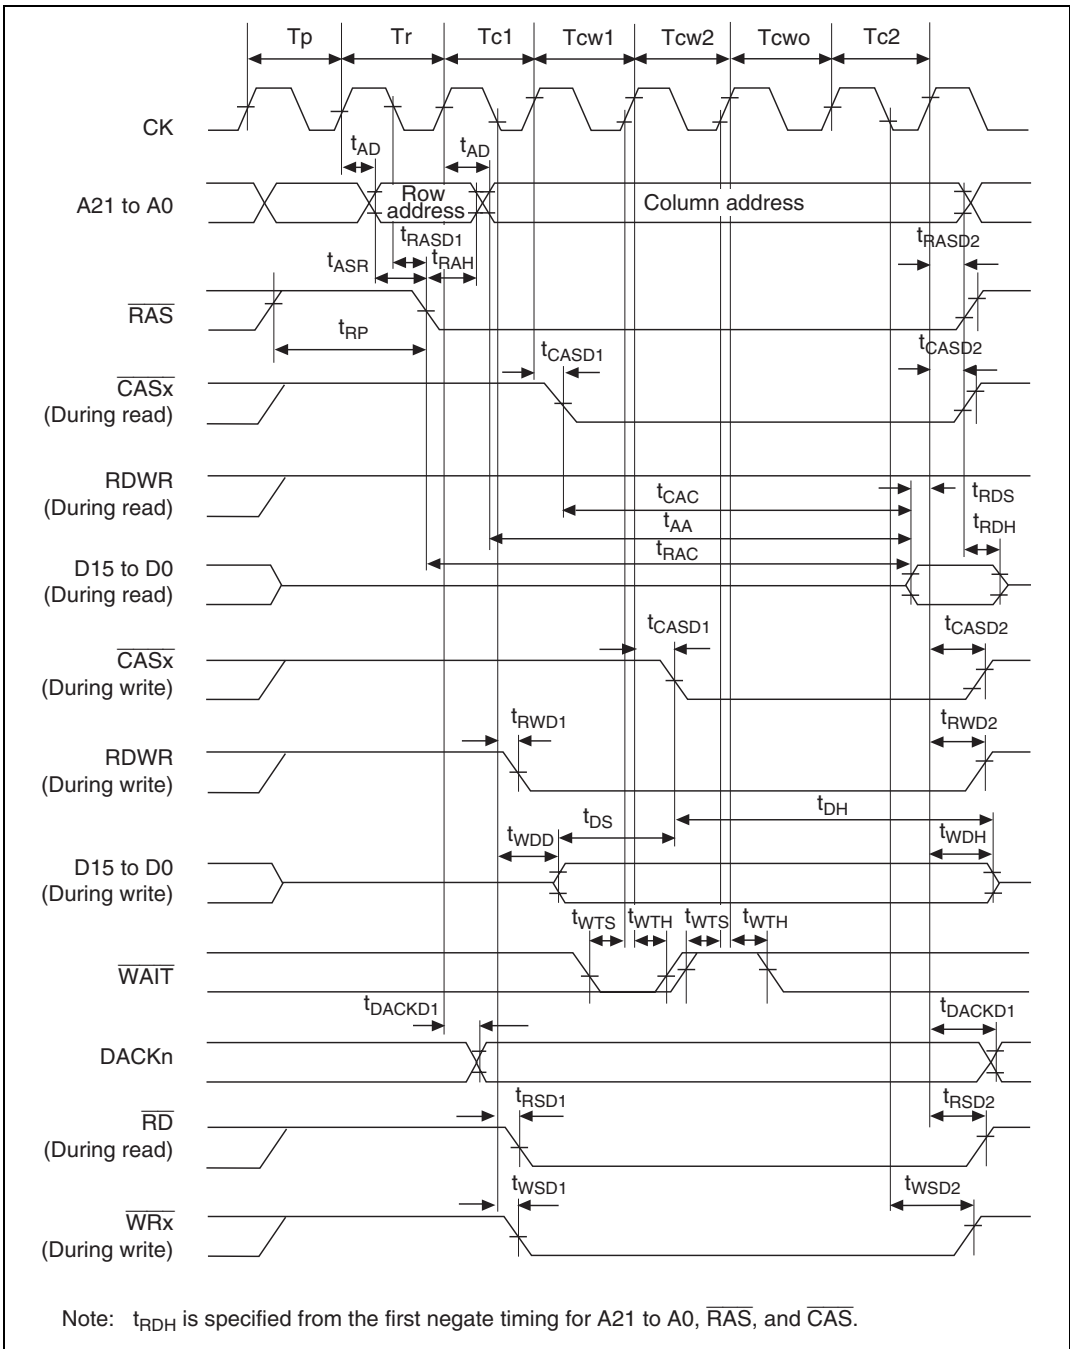 Tp Tr Tc1 Tcw1 Tcw2 Tcwo Tc2
CK
tAD tAD
A21 to A0 Row address Column address
tRASD1 tRASD2
tASR tRAH
RAS
tRP
tCASD1 tCASD2
CASx
(During read)
RDWR
(During read)
tCAC tRDS
tAA tRDH
tRAC
D15 to D0
(During read)
tCASD1 tCASD2
CASx
(During write)
tRWD1 tRWD2
RDWR
(During write)
tDS tDH
tWDD tWDH
D15 to D0
(During write)
tWTS tWTH tWTS tWTH
WAIT
tDACKD1 tDACKD1
DACKn
tRSD1 tRSD2
RD
(During read)
tWSD1 tWSD2
WRx
(During write)
Note: tRDH is specified from the first negate timing for A21 to A0, RAS, and CAS.